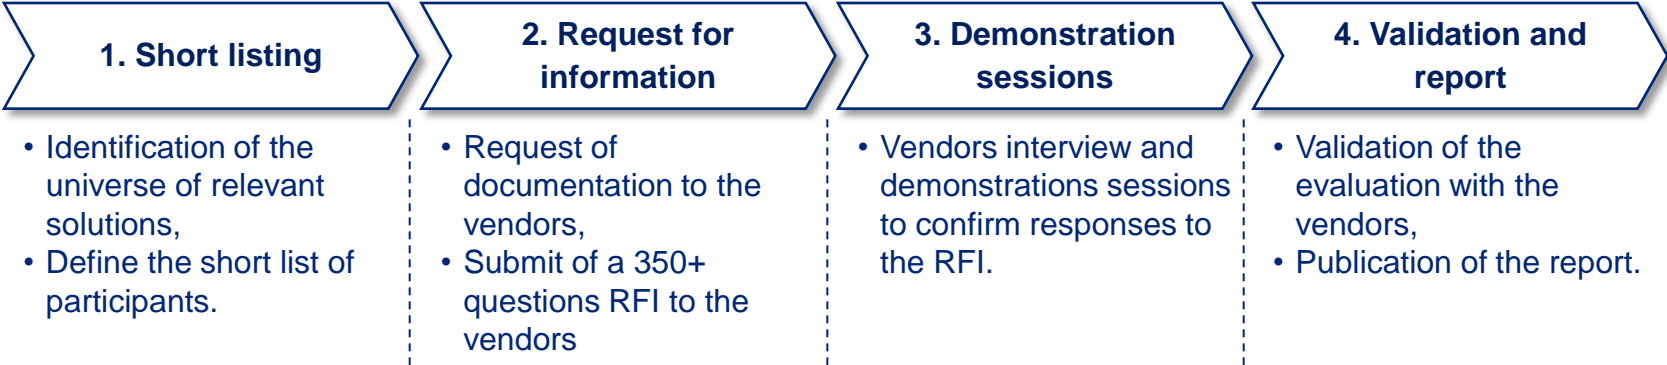 1. Short listing
• Identification of the
universe of relevant
solutions,
• Define the short list of
participants.
2. Request for
information
• Request of
documentation to the
vendors,
• Submit of a 350+
questions RFI to the
vendors
3. Demonstration
sessions
• Vendors interview and
demonstrations sessions
to confirm responses to
the RFI.
4. Validation and
report
• Validation of the
evaluation with the
vendors,
• Publication of the report.